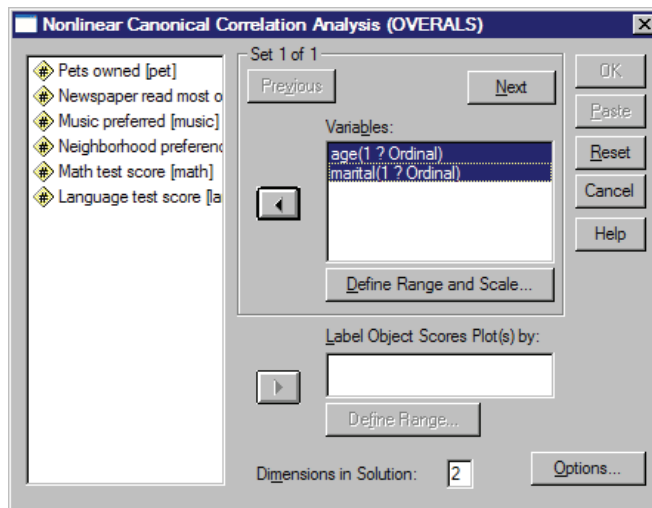 Nonlinear Canonical Correlation Analysis (OVERALS)
Pets owned [pet]
Newspaper read most o
Music preferred [music]
Neighborhood preferenc
Math test score [math]
Language test score [la
Set 1 of 1
Previous
Next
Variables:
age(1 ? Ordinal)
marital(1 ? Ordinal)
Define Range and Scale...
Label Object Scores Plot(s) by:
Define Range...
Dimensions in Solution: 2
Options...
OK
Paste
Reset
Cancel
Help